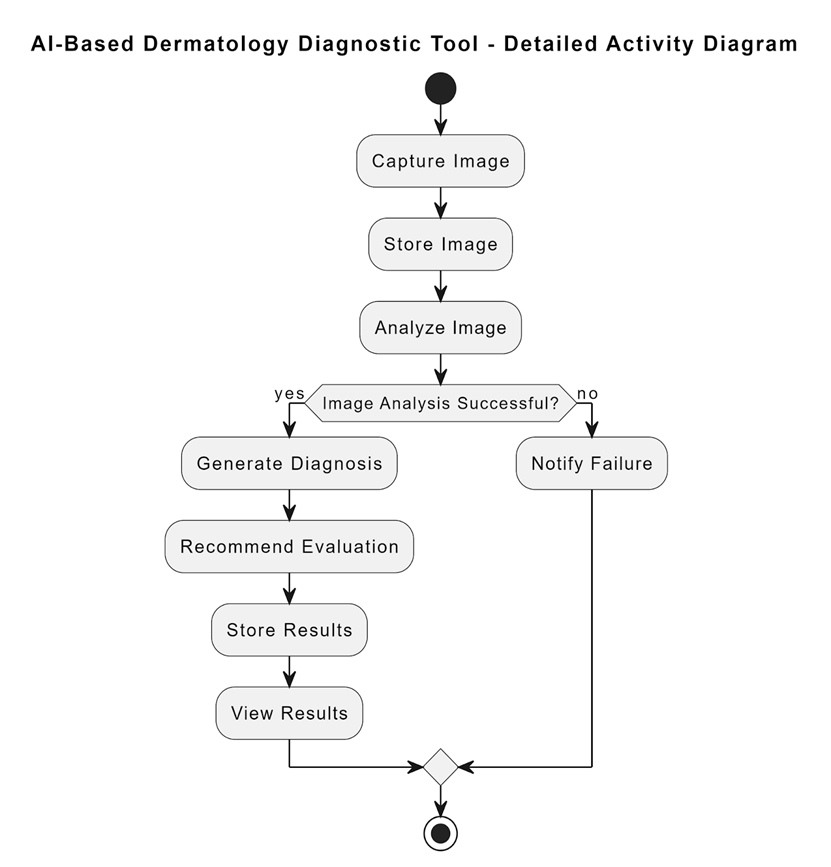 AI-Based Dermatology Diagnostic Tool - Detailed Activity Diagram
Capture Image
Store Image
Analyze Image
yes
Image Analysis Successful?
no
Generate Diagnosis
Notify Failure
Recommend Evaluation
Store Results
View Results